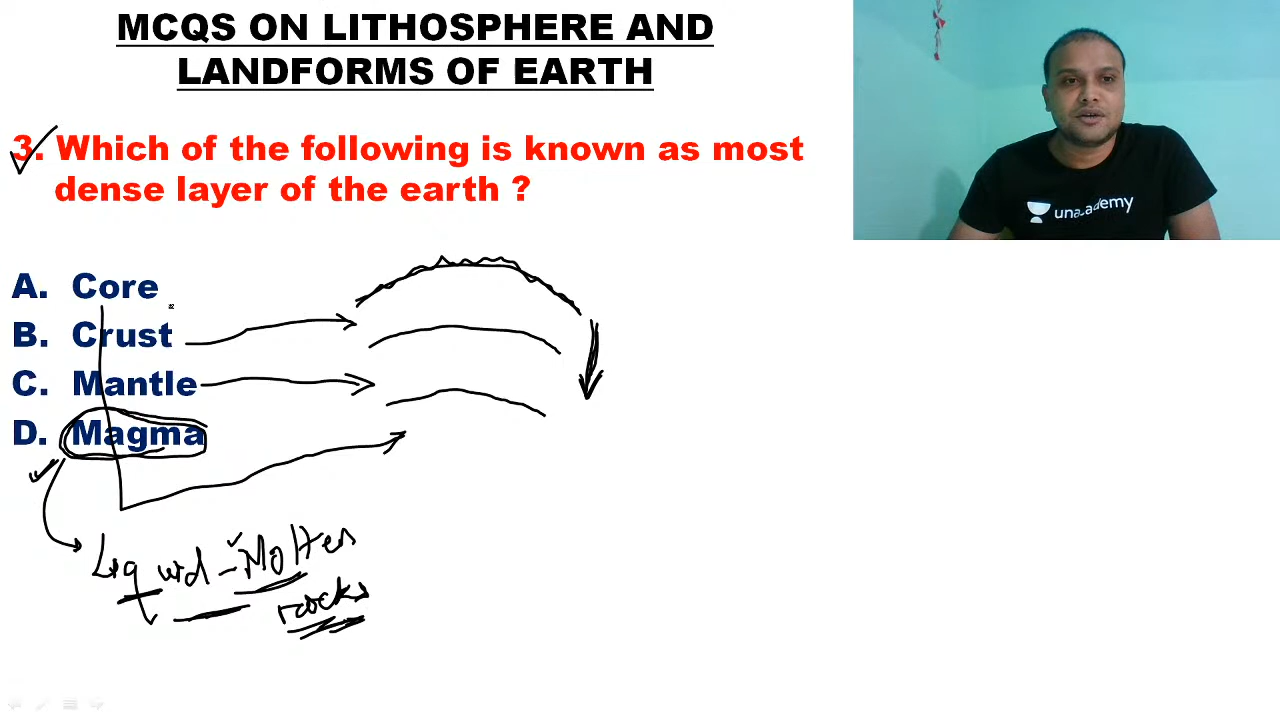 MCQS ON LITHOSPHERE AND
LANDFORMS OF EARTH
3. Which of the following is known as most
dense layer of the earth ?
A. Core
B. Crust
C. Mantle
D. Magma
Liquid - Molten
rocks
unacademy